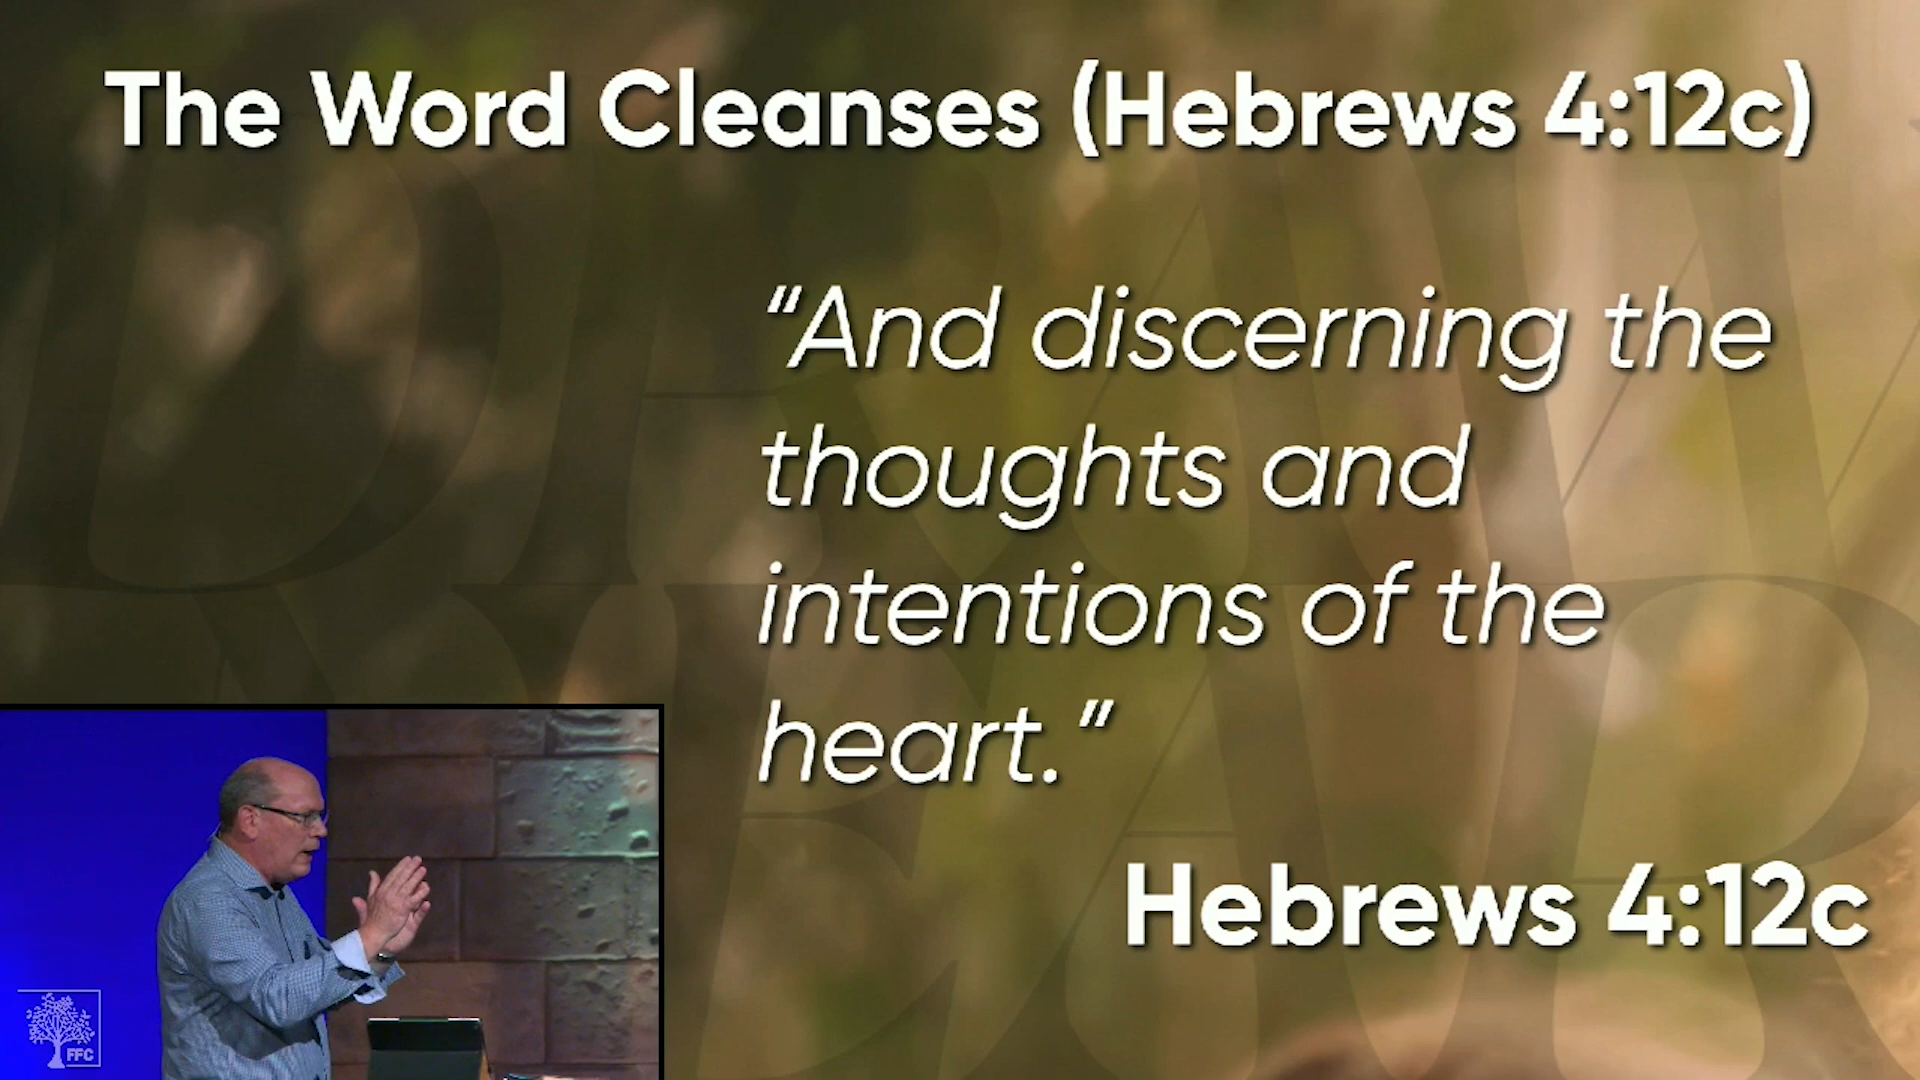 The Word Cleanses (Hebrews 4:12c)
“And discerning the
thoughts and
intentions of the
heart.”
Hebrews 4:12c
FFC